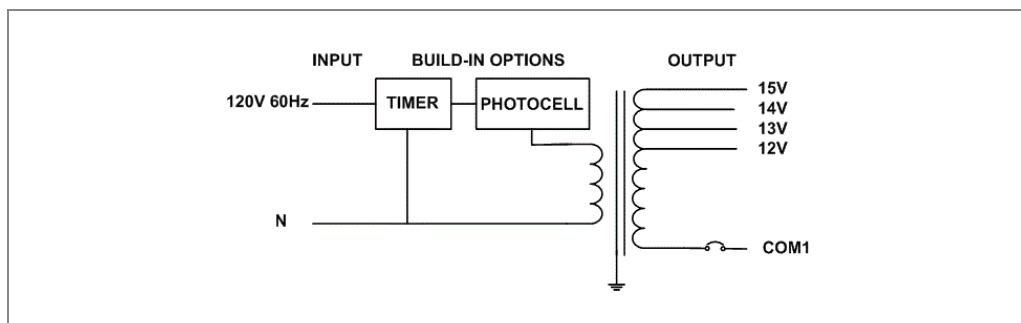 INPUT
BUILD-IN OPTIONS
OUTPUT
120V 60Hz
TIMER
PHOTOCELL
15V
14V
13V
12V
N
COM1